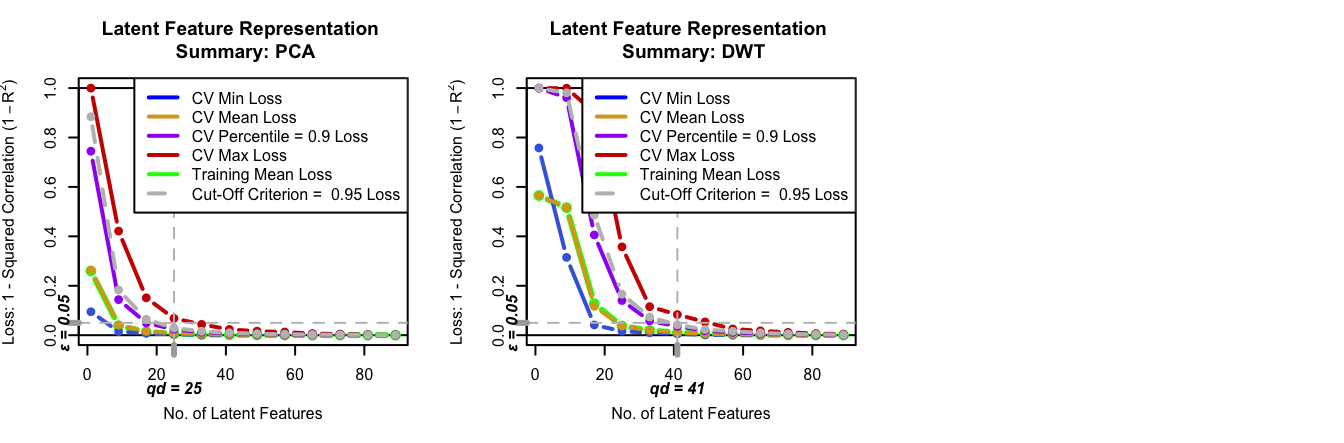 Latent Feature Representation
Summary: PCA
Loss: 1 - Squared Correlation (1 − R²)
1.0
0.8
0.6
0.4
0.2
0.0
ε = 0.05
CV Min Loss
CV Mean Loss
CV Percentile = 0.9 Loss
CV Max Loss
Training Mean Loss
Cut-Off Criterion = 0.95 Loss
0 20 40 60 80
qd = 25
No. of Latent Features
Latent Feature Representation
Summary: DWT
Loss: 1 - Squared Correlation (1 − R²)
1.0
0.8
0.6
0.4
0.2
0.0
ε = 0.05
CV Min Loss
CV Mean Loss
CV Percentile = 0.9 Loss
CV Max Loss
Training Mean Loss
Cut-Off Criterion = 0.95 Loss
0 20 40 60 80
qd = 41
No. of Latent Features